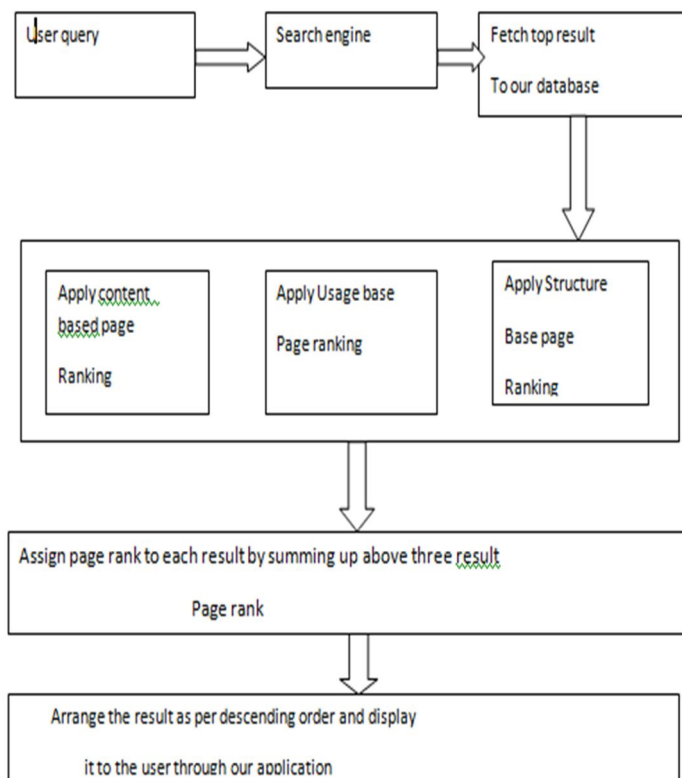 User query
Search engine
Fetch top result
To our database
Apply content
based page
Ranking
Apply Usage base
Page ranking
Apply Structure
Base page
Ranking
Assign page rank to each result by summing up above three result
Page rank
Arrange the result as per descending order and display
it to the user through our application